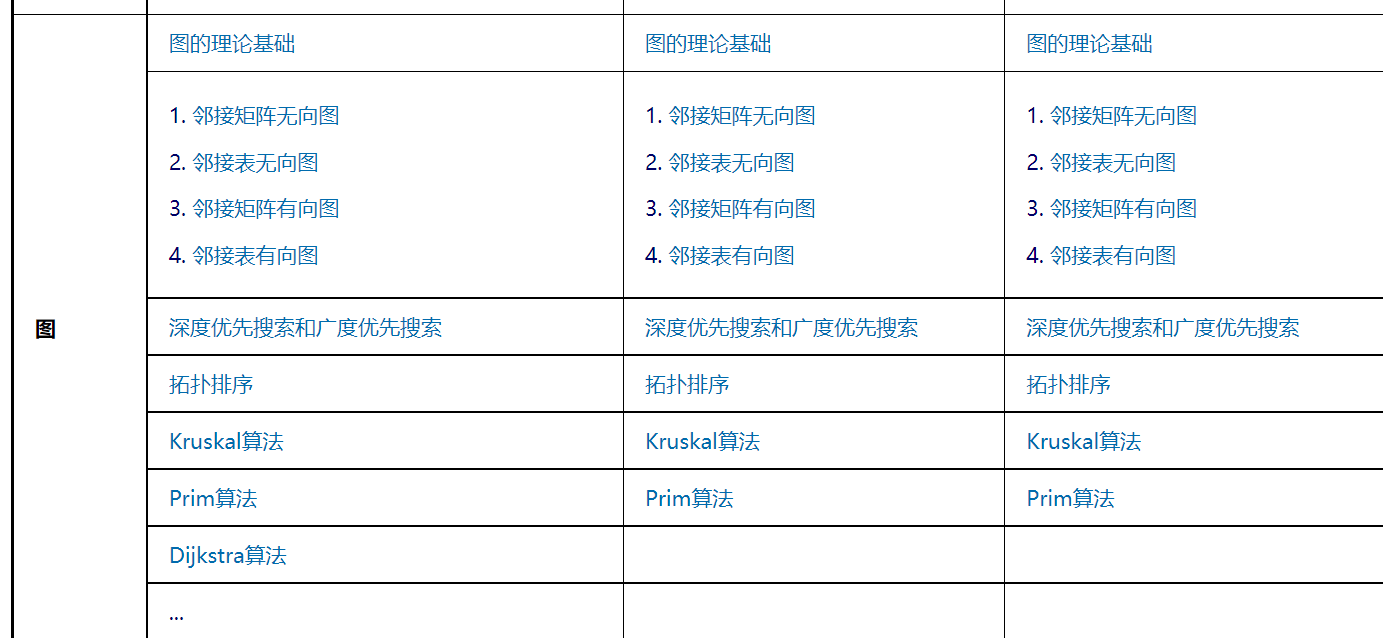 图的理论基础 图的理论基础 图的理论基础
1. 邻接矩阵无向图 1. 邻接矩阵无向图 1. 邻接矩阵无向图
2. 邻接表无向图 2. 邻接表无向图 2. 邻接表无向图
3. 邻接矩阵有向图 3. 邻接矩阵有向图 3. 邻接矩阵有向图
4. 邻接表有向图 4. 邻接表有向图 4. 邻接表有向图
图 深度优先搜索和广度优先搜索 深度优先搜索和广度优先搜索 深度优先搜索和广度优先搜索
拓扑排序 拓扑排序 拓扑排序
Kruskal算法 Kruskal算法 Kruskal算法
Prim算法 Prim算法 Prim算法
Dijkstra算法
...